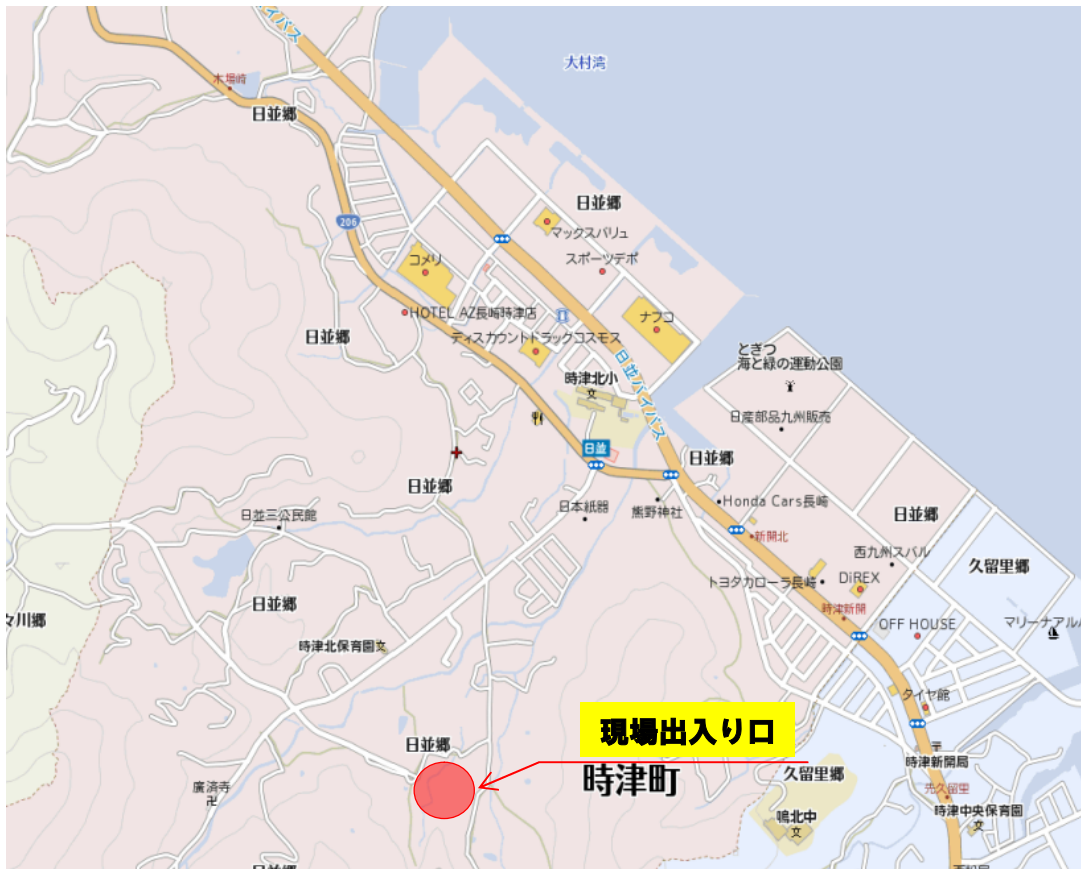 大村湾
木場崎
日並郷
日並郷
206
マックスバリュ
コメリ
スポーツデポ
HOTEL AZ長崎時津店
ナフコ
日並郷
ディスカウントドラックコスモス
とぎつ
海と緑の運動公園
時津北小
日並バイパス
日産部品九州販売
日並
日並郷
日並郷
Honda Cars長崎
日本紙器
熊野神社
日並郷
日並三公民館
新開北
西九州スバル
久留里郷
トヨタカローラ長崎
DiREX
日並郷
時津新開
OFF HOUSE
時津北保育園
タイヤ館
現場出入り口
日並郷
時津新開局
時津町
久留里郷
廣済寺
先久留里
鳴北中
時津中央保育園